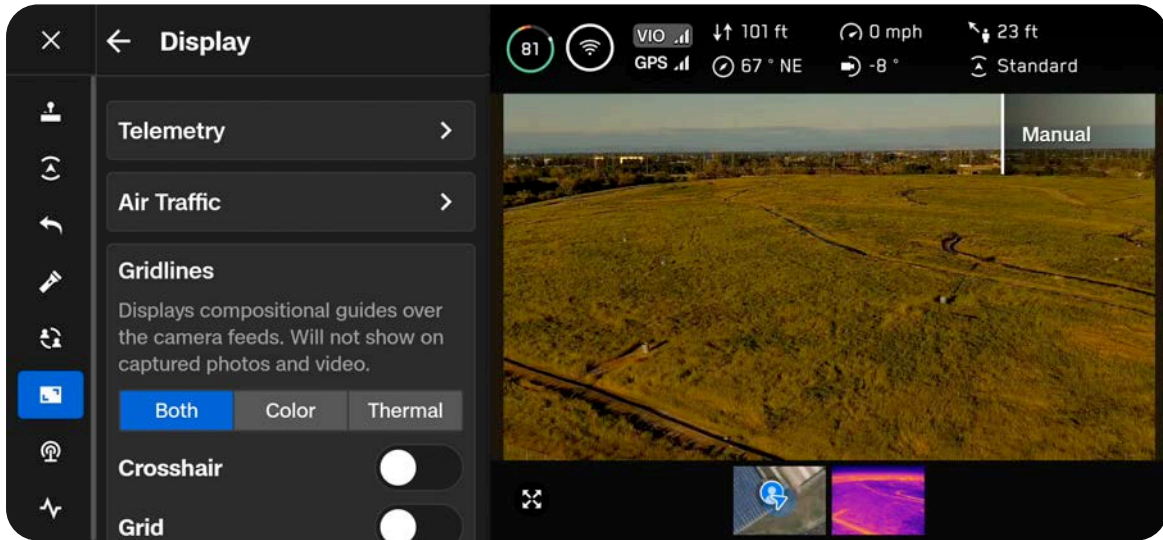 Display
Telemetry
Air Traffic
Gridlines
Displays compositional guides over
the camera feeds. Will not show on
captured photos and video.
Both Color Thermal
Crosshair
Grid
81 VIO 101 ft 0 mph 23 ft
GPS 67 ° NE -8 ° Standard
Manual